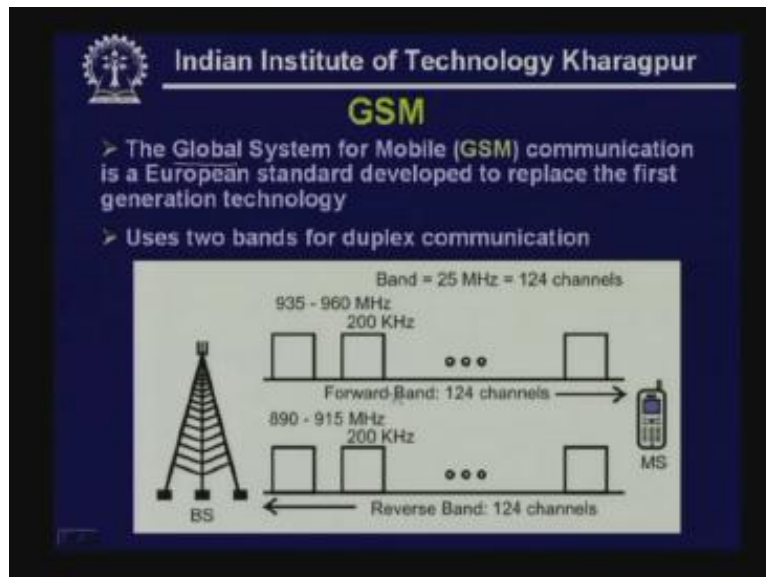 Indian Institute of Technology Kharagpur
GSM
➢ The Global System for Mobile (GSM) communication
is a European standard developed to replace the first
generation technology
➢ Uses two bands for duplex communication
Band = 25 MHz = 124 channels
935 - 960 MHz
200 KHz
Forward Band: 124 channels
890 - 915 MHz
200 KHz
MS
Reverse Band: 124 channels
BS